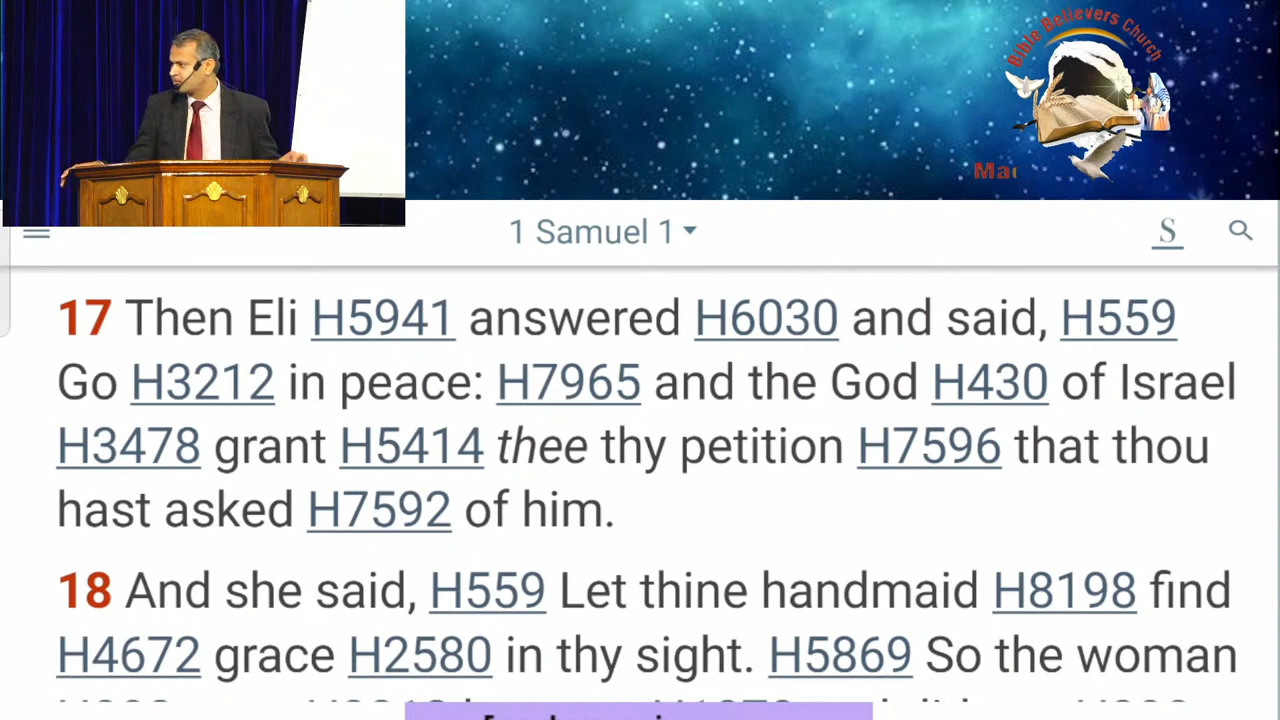 Bible Believers Church
1 Samuel 1
S
17 Then Eli H5941 answered H6030 and said, H559
Go H3212 in peace: H7965 and the God H430 of Israel
H3478 grant H5414 thee thy petition H7596 that thou
hast asked H7592 of him.
18 And she said, H559 Let thine handmaid H8198 find
H4672 grace H2580 in thy sight. H5869 So the woman